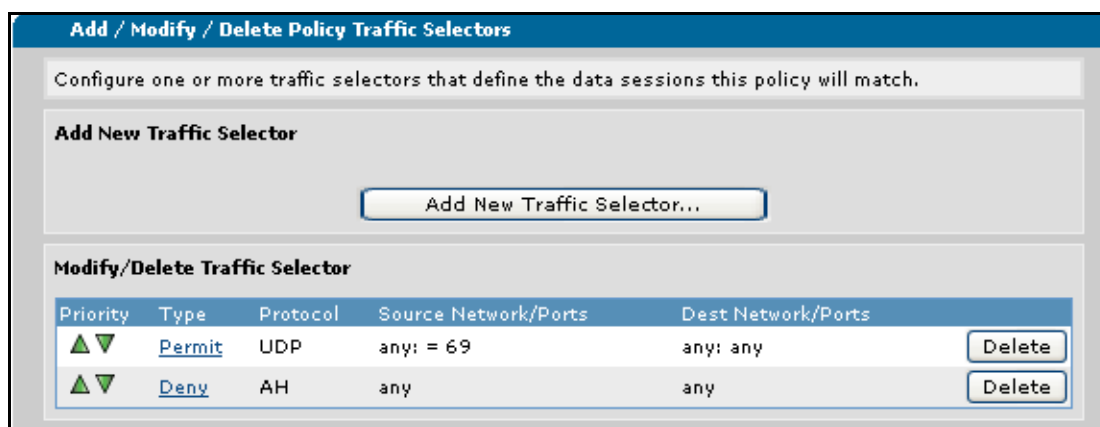 Add / Modify / Delete Policy Traffic Selectors
Configure one or more traffic selectors that define the data sessions this policy will match.
Add New Traffic Selector
Add New Traffic Selector...
Modify/Delete Traffic Selector
Priority Type Protocol Source Network/Ports Dest Network/Ports
Permit UDP any: = 69 any: any Delete
Deny AH any any Delete